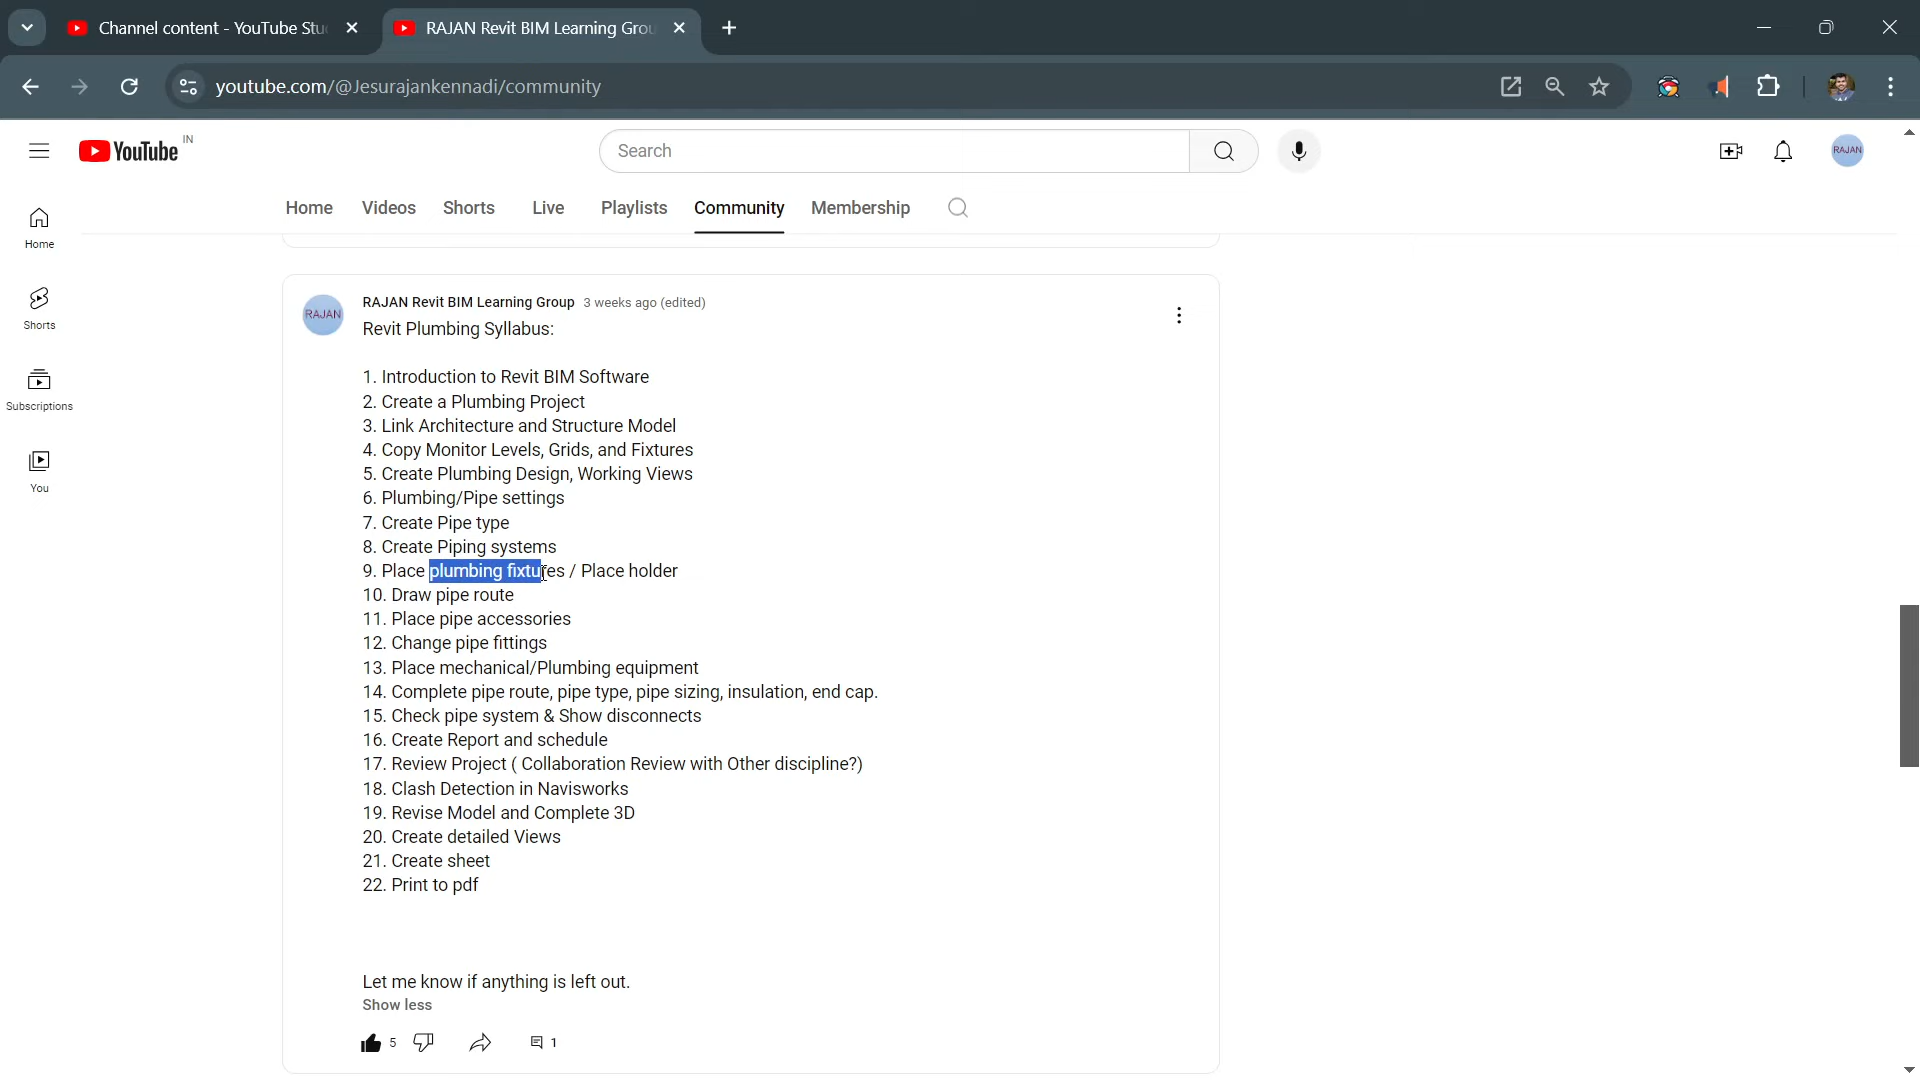 Channel content - YouTube Stu
RAJAN Revit BIM Learning Grou
youtube.com/@Jesurajankennadi/community
YouTube IN
Search
RAJAN
Home Videos Shorts Live Playlists Community Membership
Home
Shorts
Subscriptions
You
RAJAN
RAJAN Revit BIM Learning Group 3 weeks ago (edited)
Revit Plumbing Syllabus:
1. Introduction to Revit BIM Software
2. Create a Plumbing Project
3. Link Architecture and Structure Model
4. Copy Monitor Levels, Grids, and Fixtures
5. Create Plumbing Design, Working Views
6. Plumbing/Pipe settings
7. Create Pipe type
8. Create Piping systems
9. Place plumbing fixtures / Place holder
10. Draw pipe route
11. Place pipe accessories
12. Change pipe fittings
13. Place mechanical/Plumbing equipment
14. Complete pipe route, pipe type, pipe sizing, insulation, end cap.
15. Check pipe system & Show disconnects
16. Create Report and schedule
17. Review Project ( Collaboration Review with Other discipline?)
18. Clash Detection in Navisworks
19. Revise Model and Complete 3D
20. Create detailed Views
21. Create sheet
22. Print to pdf
Let me know if anything is left out.
Show less
5
1